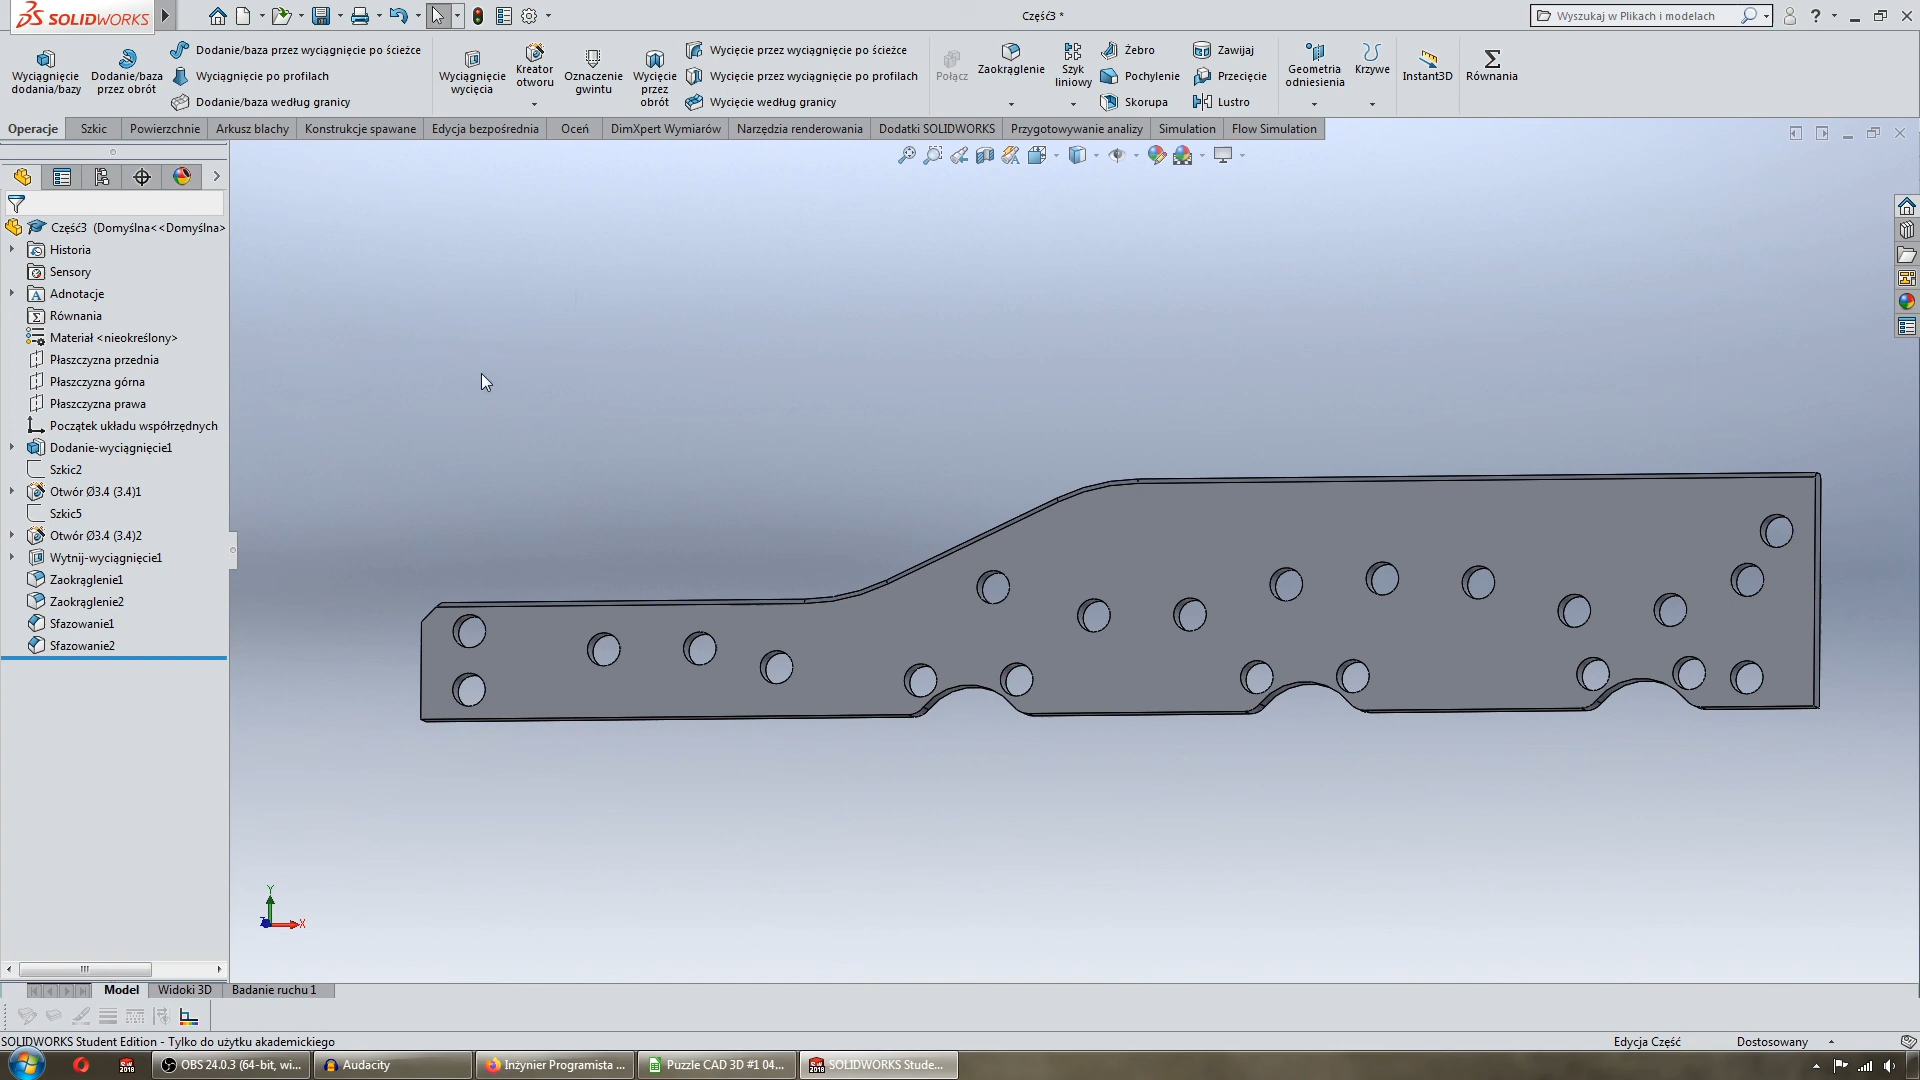 SOLIDWORKS
Część3 *
Wyszukaj w Plikach i modelach
Wyciągnięcie dodania/bazy
Dodanie/baza przez obrót
Dodanie/baza przez wyciągnięcie po ścieżce
Wyciągnięcie po profilach
Dodanie/baza według granicy
Wyciągnięcie wycięcia
Kreator otworu
Oznaczenie gwintu
Wycięcie przez obrót
Wycięcie przez wyciągnięcie po ścieżce
Wycięcie przez wyciągnięcie po profilach
Wycięcie według granicy
Połącz
Zaokrąglenie
Szyk liniowy
Żebro
Pochylenie
Skorupa
Zawijaj
Przecięcie
Lustro
Geometria odniesienia
Krzywe
Instant3D
Równania
Operacje
Szkic
Powierzchnie
Arkusz blachy
Konstrukcje spawane
Edycja bezpośrednia
Oceń
DimXpert Wymiarów
Narzędzia renderowania
Dodatki SOLIDWORKS
Przygotowywanie analizy
Simulation
Flow Simulation
Część3 (Domyślna<<Domyślna>
Historia
Sensory
Adnotacje
Równania
Materiał <nieokreślony>
Płaszczyzna przednia
Płaszczyzna górna
Płaszczyzna prawa
Początek układu współrzędnych
Dodanie-wyciągnięcie1
Szkic2
Otwór Ø3.4 (3.4)1
Szkic5
Otwór Ø3.4 (3.4)2
Wytnij-wyciągnięcie1
Zaokrąglenie1
Zaokrąglenie2
Sfazowanie1
Sfazowanie2
Y
Z
X
Model
Widoki 3D
Badanie ruchu 1
SOLIDWORKS Student Edition - Tylko do użytku akademickiego
Edycja Część
Dostosowany
OBS 24.0.3 (64-bit, wi...
Audacity
Inżynier Programista ...
Puzzle CAD 3D #1 04...
SOLIDWORKS Stude...